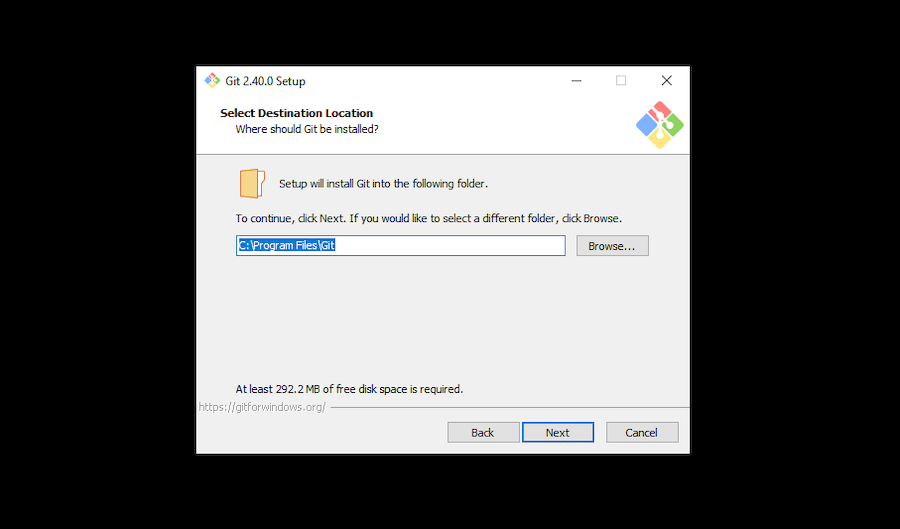 Git 2.40.0 Setup
Select Destination Location
Where should Git be installed?
Setup will install Git into the following folder.
To continue, click Next. If you would like to select a different folder, click Browse.
C:\Program Files\Git
Browse...
At least 292.2 MB of free disk space is required.
https://gitforwindows.org/
Back
Next
Cancel